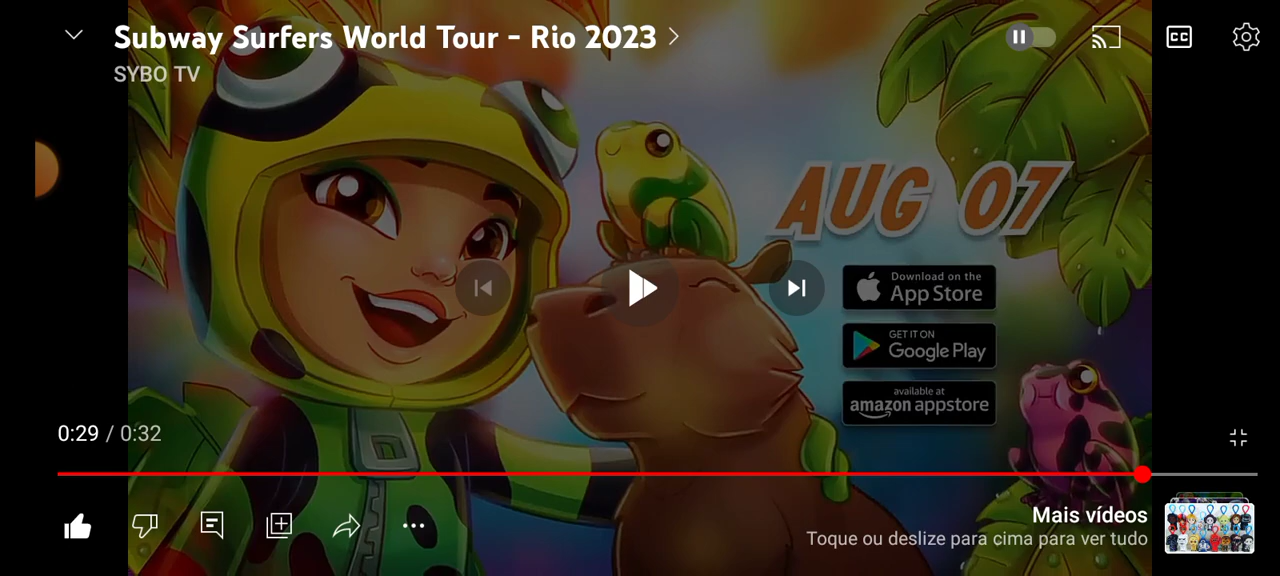 Subway Surfers World Tour - Rio 2023
SYBO TV
CC
AUG 07
Download on the
App Store
GET IT ON
Google Play
available at
amazon appstore
0:29 / 0:32
Mais vídeos
Toque ou deslize para cima para ver tudo